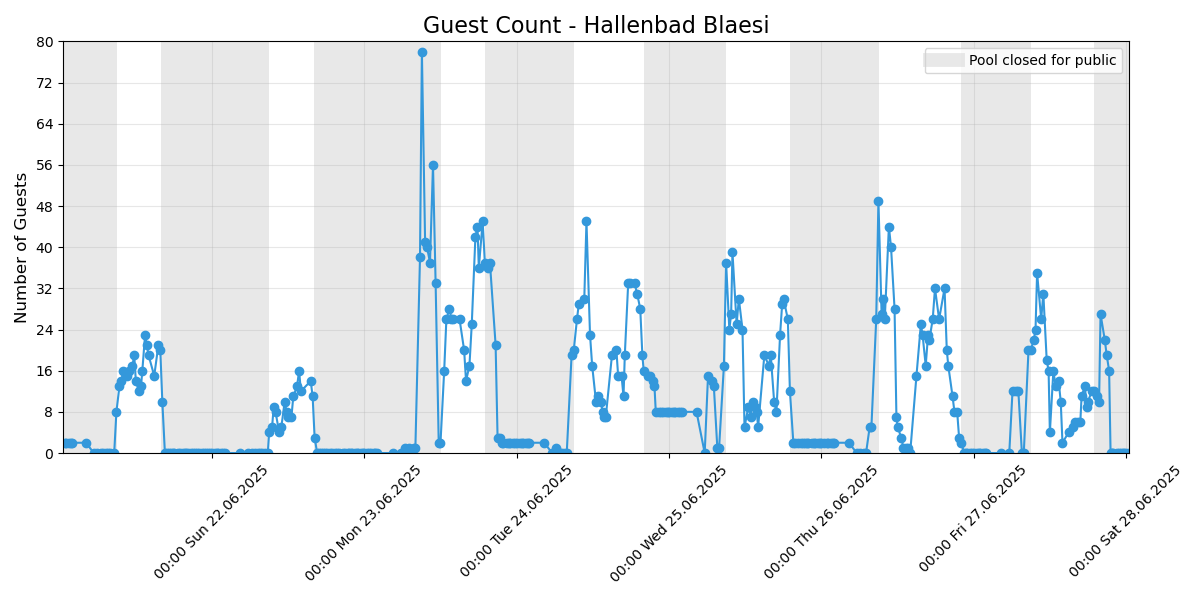 Guest Count - Hallenbad Blaesi
Pool closed for public
Number of Guests
80
72
64
56
48
40
32
24
16
8
0
00:00 Sun 22.06.2025
00:00 Mon 23.06.2025
00:00 Tue 24.06.2025
00:00 Wed 25.06.2025
00:00 Thu 26.06.2025
00:00 Fri 27.06.2025
00:00 Sat 28.06.2025